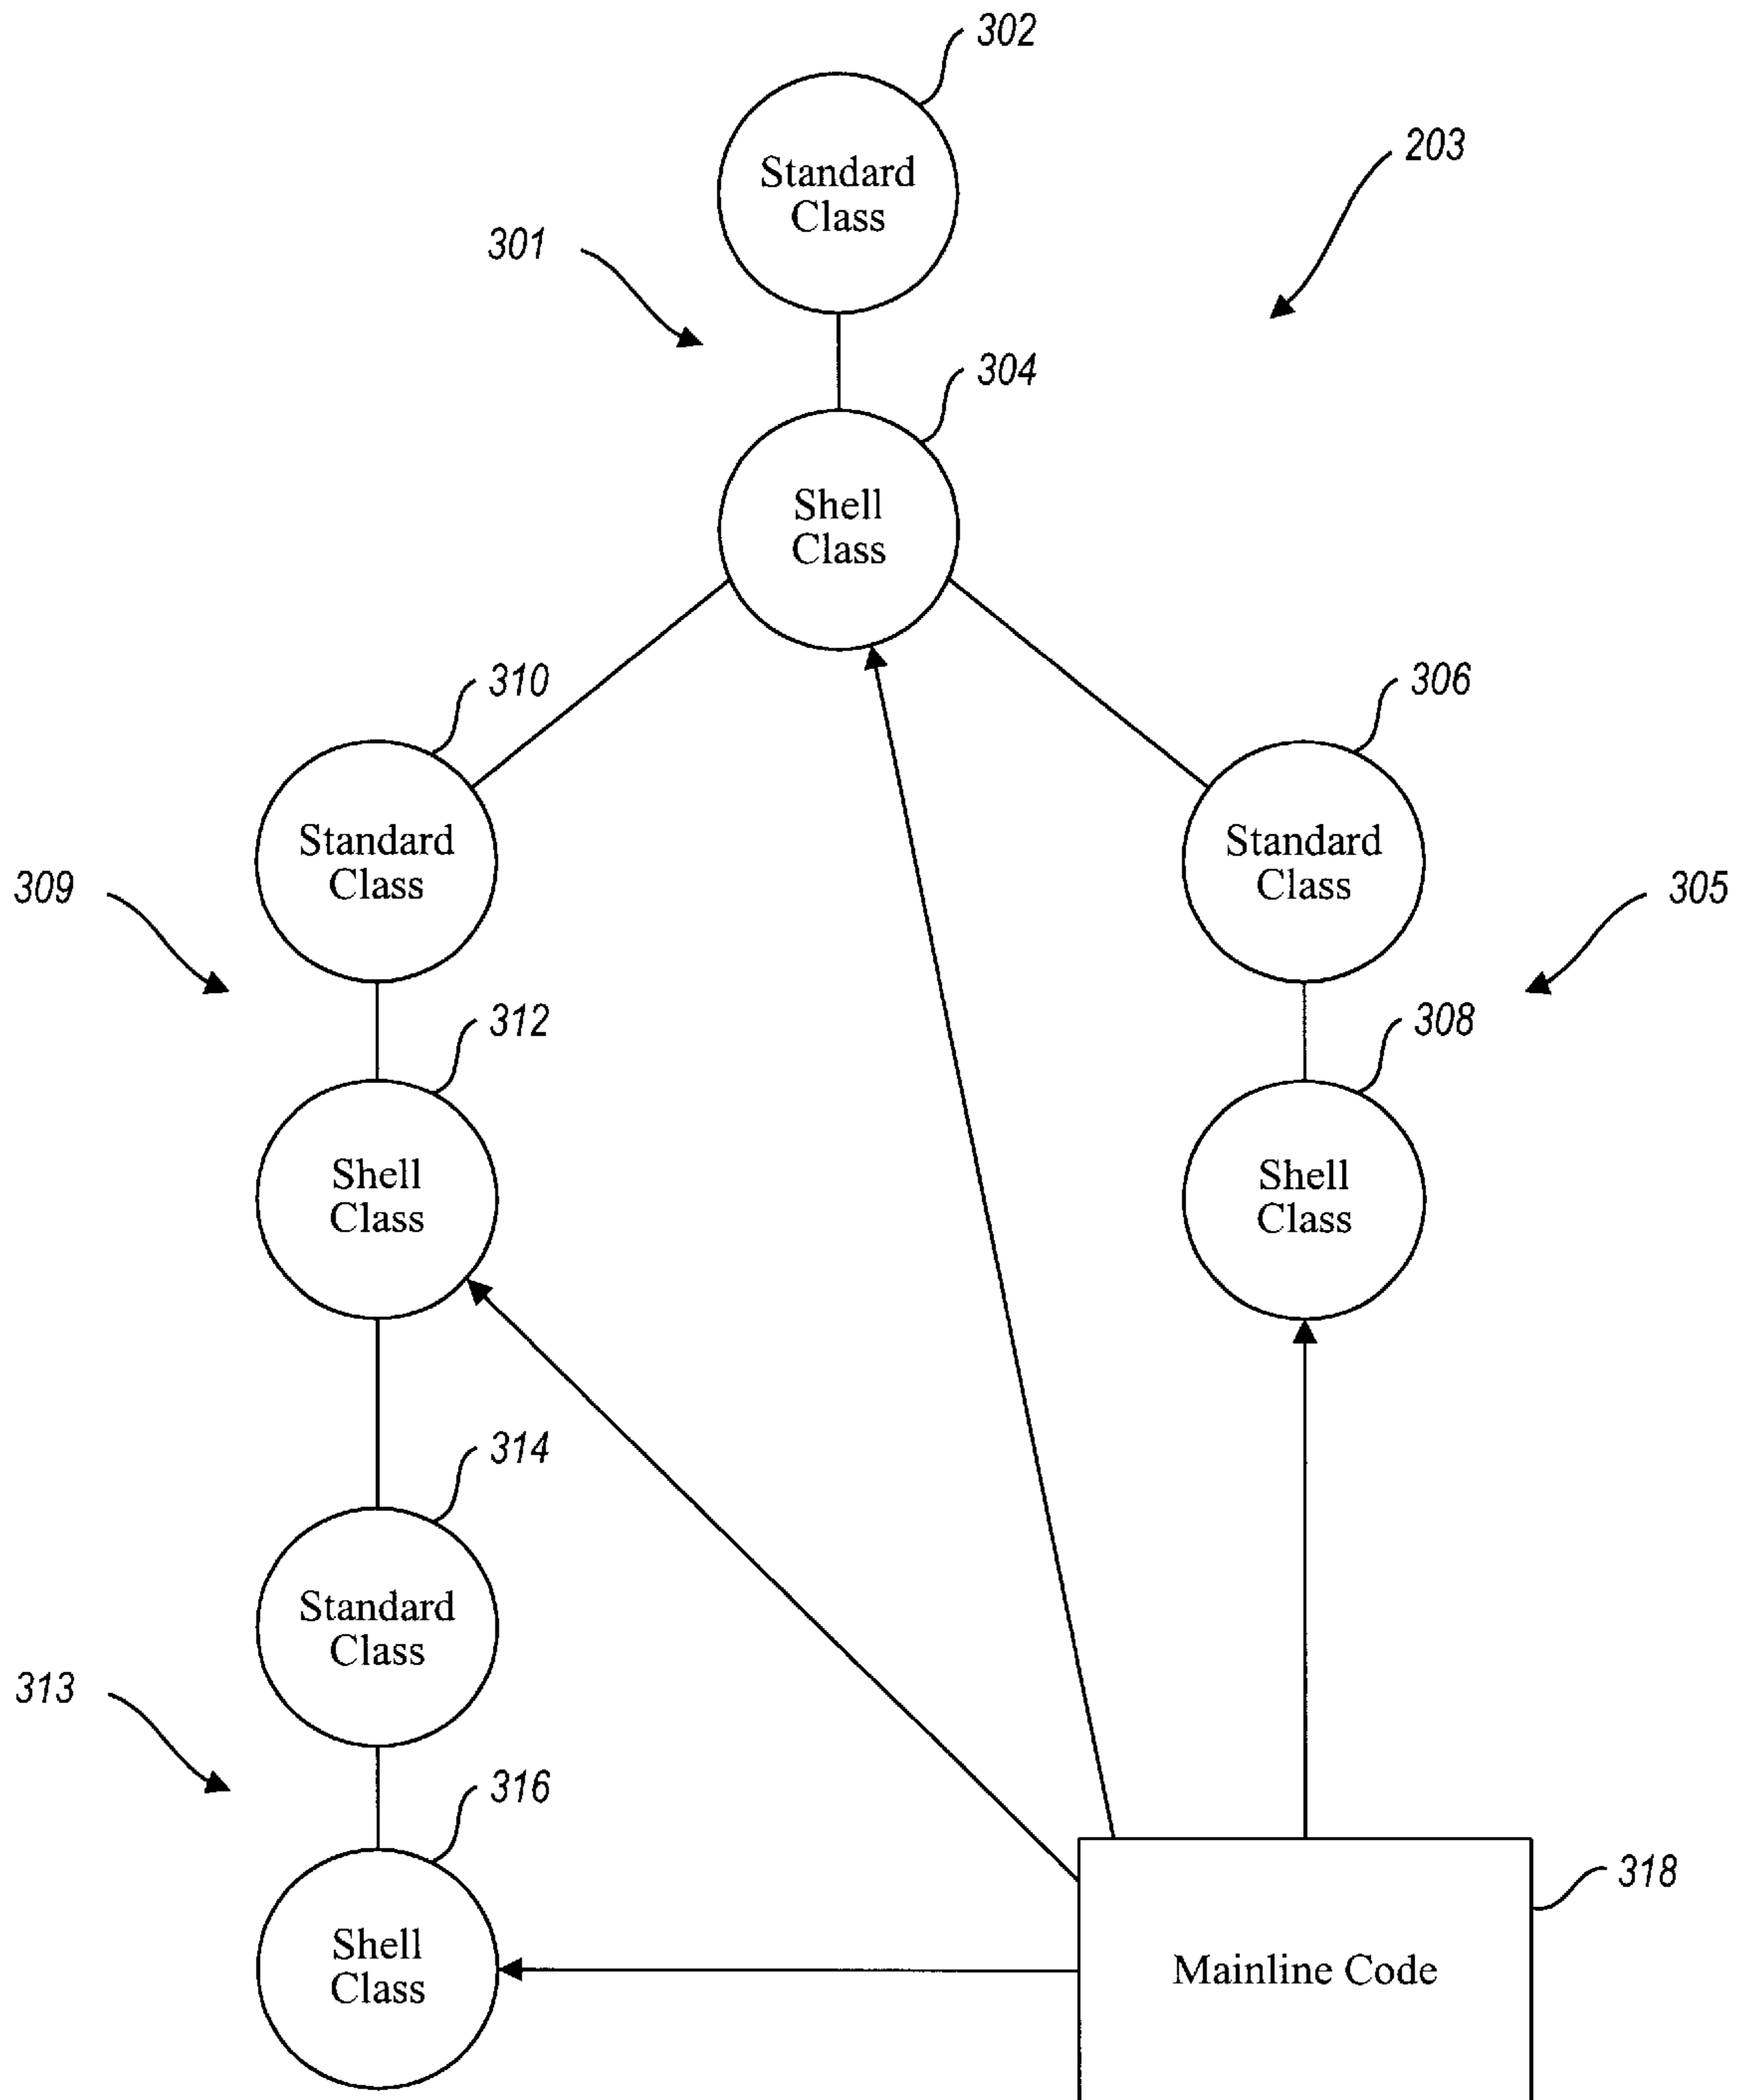 302
203
Standard
Class
301
304
Shell
Class
310
306
Standard
Class
Standard
Class
309
305
312
308
Shell
Class
Shell
Class
314
Standard
Class
313
316
318
Shell
Class
Mainline Code